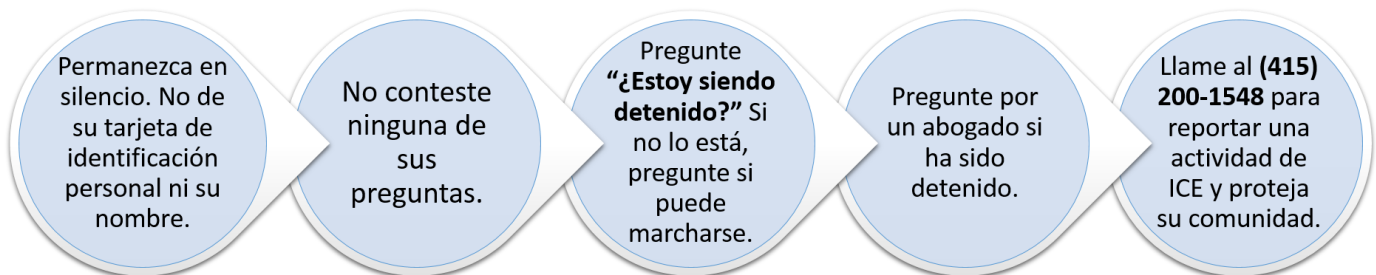 Permanezca en
silencio. No de
su tarjeta de
identificación
personal ni su
nombre.
No conteste
ninguna de
sus
preguntas.
Pregunte
“¿Estoy siendo
detenido?” Si
no lo está,
pregunte si
puede
marcharse.
Pregunte por
un abogado si
ha sido
detenido.
Llame al (415)
200-1548 para
reportar una
actividad de
ICE y proteja
su comunidad.